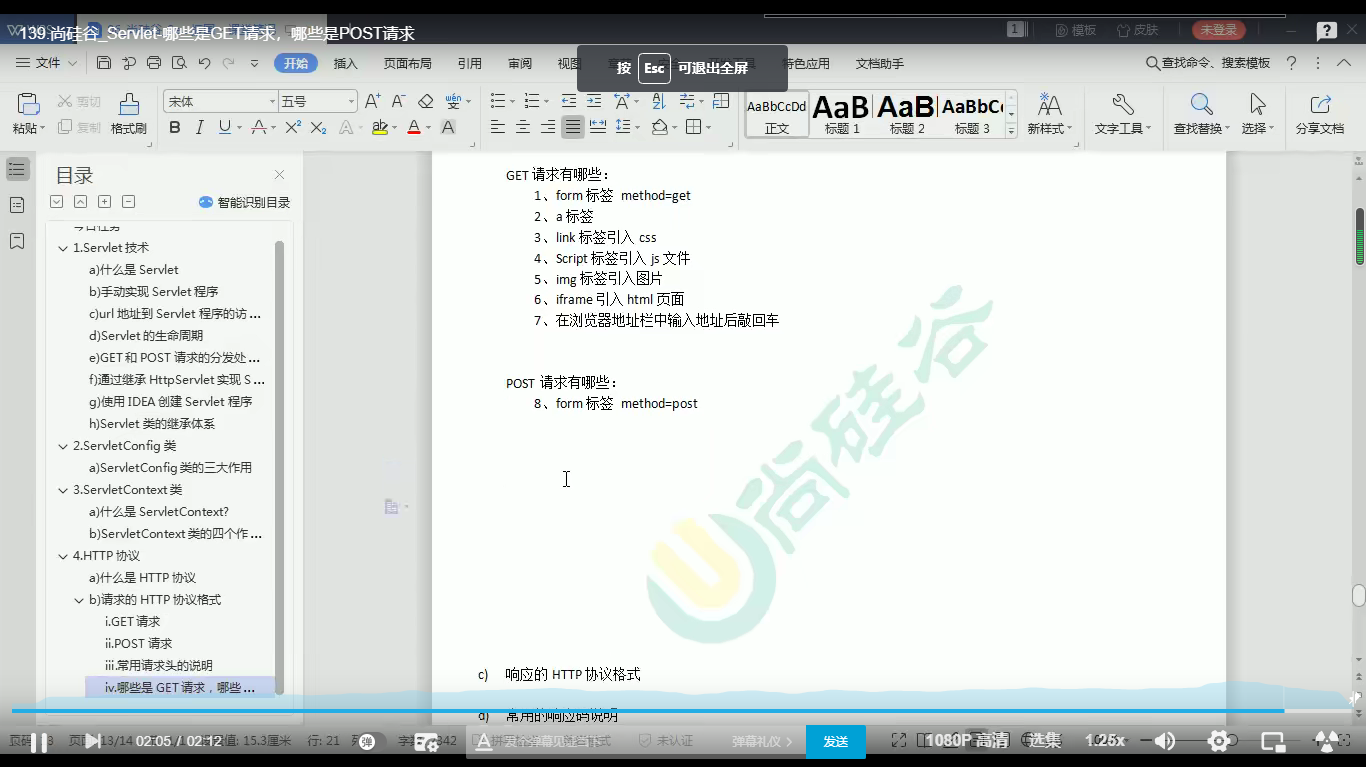 139.尚硅谷_Servlet-哪些是GET请求，哪些是POST请求
1
模板
皮肤
未登录
按 Esc 可退出全屏
文件
开始
插入
页面布局
引用
审阅
视图
特色应用
文档助手
查找命令、搜索模板
粘贴
剪切
复制
格式刷
宋体
五号
AaBbCcDd
正文
AaB
标题 1
AaB
标题 2
AaBbC
标题 3
新样式
文字工具
查找替换
选择
分享文档
目录
智能识别目录
今日任务
1.Servlet 技术
a)什么是 Servlet
b)手动实现 Servlet 程序
c)url 地址到 Servlet 程序的访 ...
d)Servlet 的生命周期
e)GET 和 POST 请求的分发处 ...
f)通过继承 HttpServlet 实现 S ...
g)使用 IDEA 创建 Servlet 程序
h)Servlet 类的继承体系
2.ServletConfig 类
a)ServletConfig 类的三大作用
3.ServletContext 类
a)什么是 ServletContext?
b)ServletContext 类的四个作 ...
4.HTTP 协议
a)什么是 HTTP 协议
b)请求的 HTTP 协议格式
i.GET 请求
ii.POST 请求
iii.常用请求头的说明
iv.哪些是 GET 请求，哪些 ...
GET 请求有哪些：
1、form 标签 method=get
2、a 标签
3、link 标签引入 css
4、Script 标签引入 js 文件
5、img 标签引入图片
6、iframe 引入 html 页面
7、在浏览器地址栏中输入地址后敲回车
POST 请求有哪些：
8、form 标签 method=post
尚硅谷
c) 响应的 HTTP 协议格式
d) 常用的响应码说明
02:05 / 02:12
13/14
值: 15.3厘米
行: 21
弹
未认证
弹幕礼仪 >
发送
1080P 高清
选集
1.25x